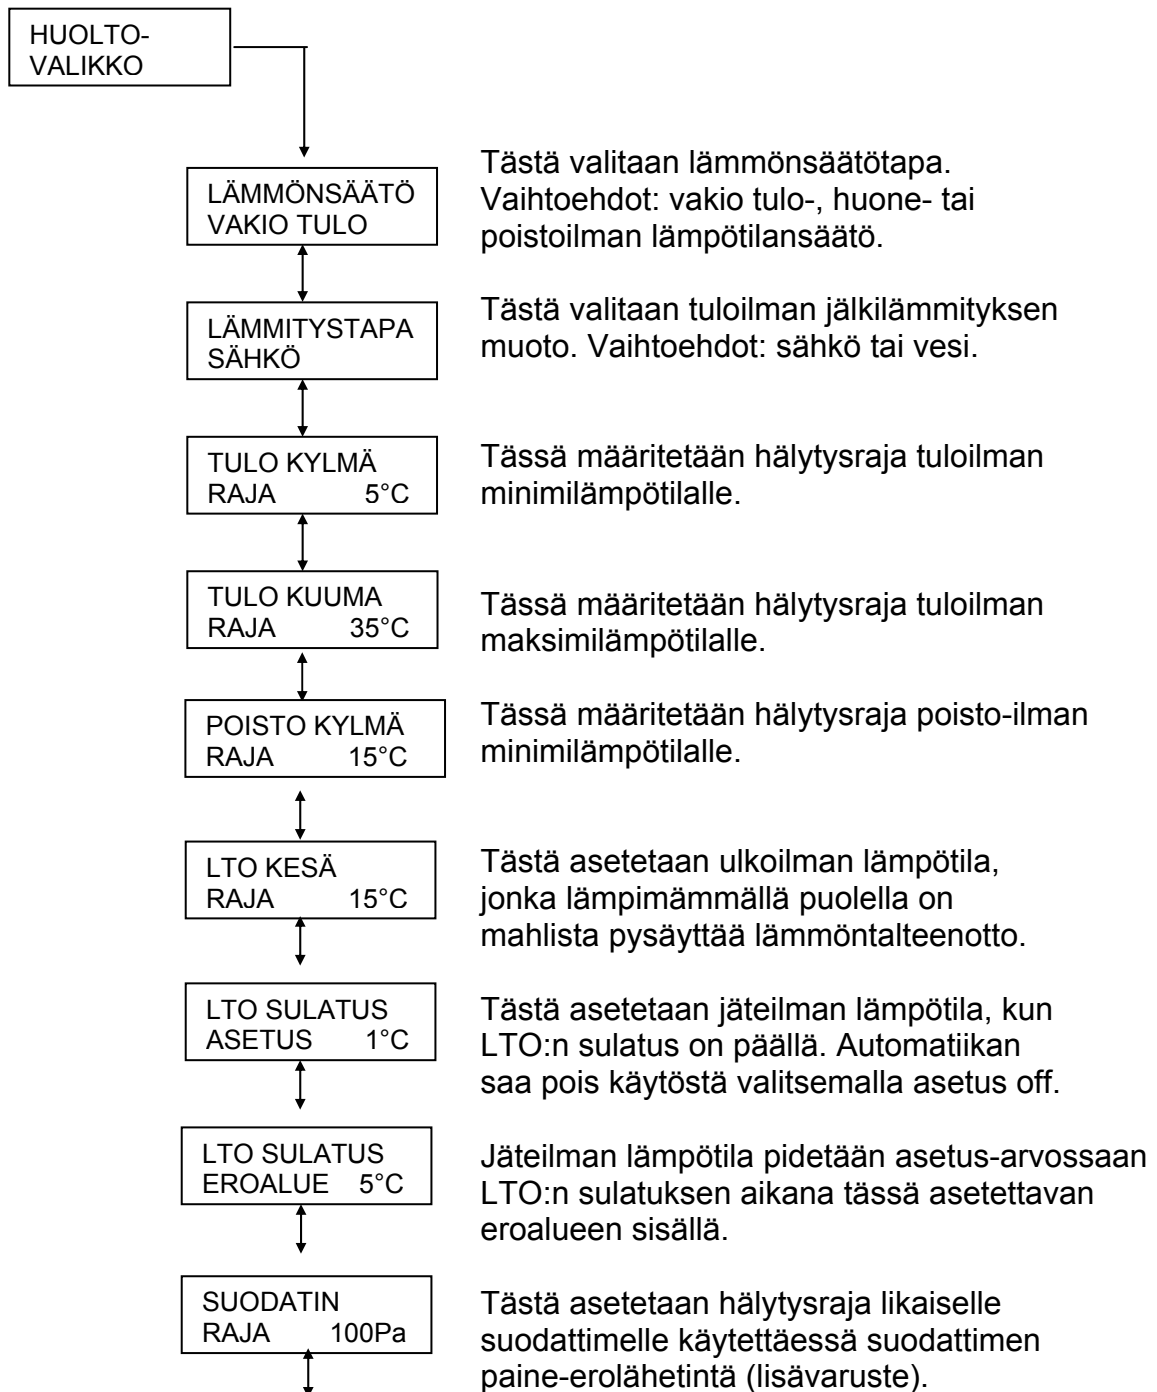 HUOLTO-
VALIKKO
LÄMMÖNSÄÄTÖ
VAKIO TULO
Tästä valitaan lämmönsäätötapa.
Vaihtoehdot: vakio tulo-, huone- tai
poistoilman lämpötilansäätö.
LÄMMITYSTAPA
SÄHKÖ
Tästä valitaan tuloilman jälkilämmityksen
muoto. Vaihtoehdot: sähkö tai vesi.
TULO KYLMÄ
RAJA 5°C
Tässä määritetään hälytysraja tuloilman
minimilämpötilalle.
TULO KUUMA
RAJA 35°C
Tässä määritetään hälytysraja tuloilman
maksimilämpötilalle.
POISTO KYLMÄ
RAJA 15°C
Tässä määritetään hälytysraja poisto-ilman
minimilämpötilalle.
LTO KESÄ
RAJA 15°C
Tästä asetetaan ulkoilman lämpötila,
jonka lämpimämmällä puolella on
mahlista pysäyttää lämmöntalteenotto.
LTO SULATUS
ASETUS 1°C
Tästä asetetaan jäteilman lämpötila, kun
LTO:n sulatus on päällä. Automatiikan
saa pois käytöstä valitsemalla asetus off.
LTO SULATUS
EROALUE 5°C
Jäteilman lämpötila pidetään asetus-arvossaan
LTO:n sulatuksen aikana tässä asetettavan
eroalueen sisällä.
SUODATIN
RAJA 100Pa
Tästä asetetaan hälytysraja likaiselle
suodattimelle käytettäessä suodattimen
paine-erolähetintä (lisävaruste).